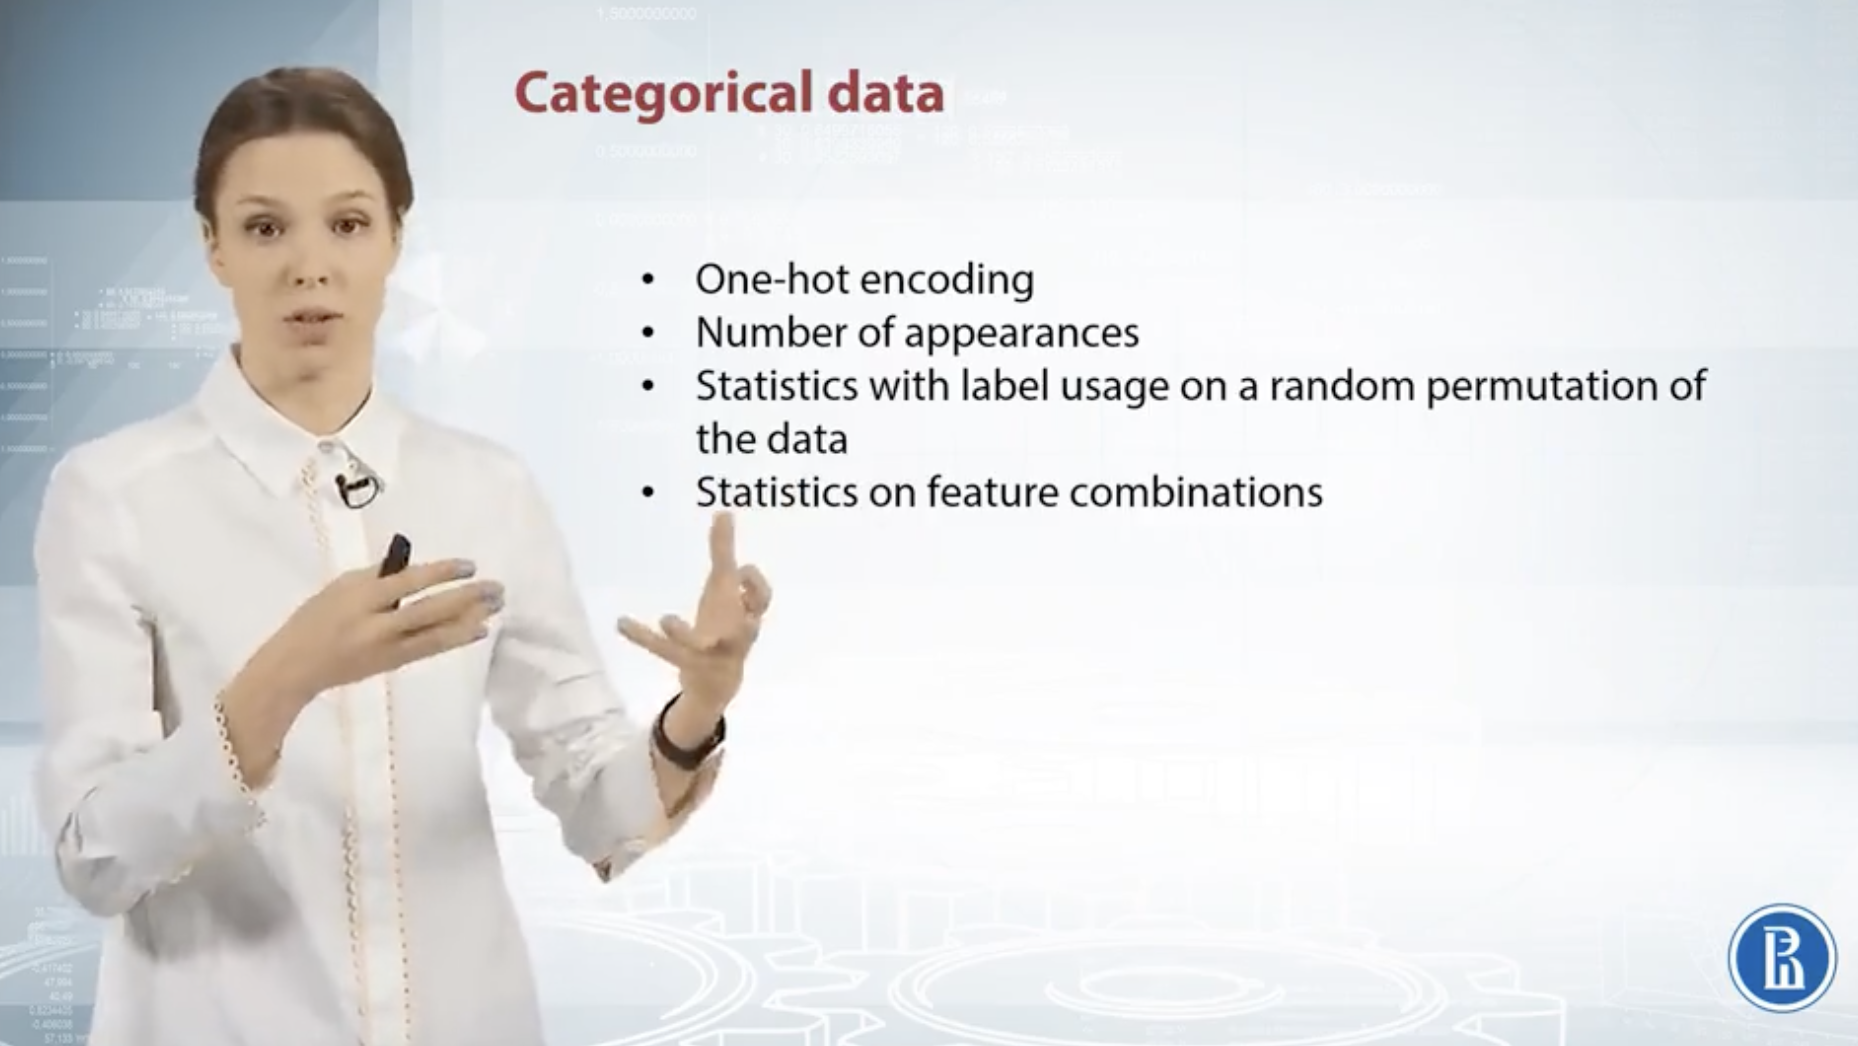 Categorical data
• One-hot encoding
• Number of appearances
• Statistics with label usage on a random permutation of
the data
• Statistics on feature combinations